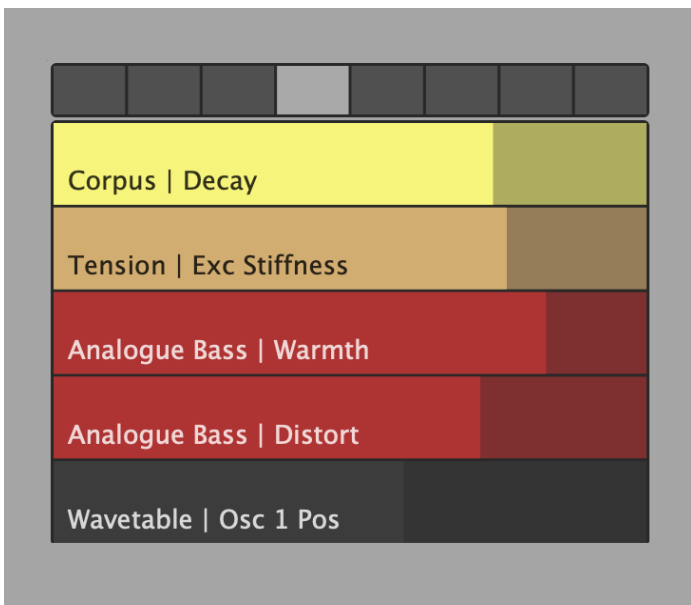 Corpus | Decay
Tension | Exc Stiffness
Analogue Bass | Warmth
Analogue Bass | Distort
Wavetable | Osc 1 Pos